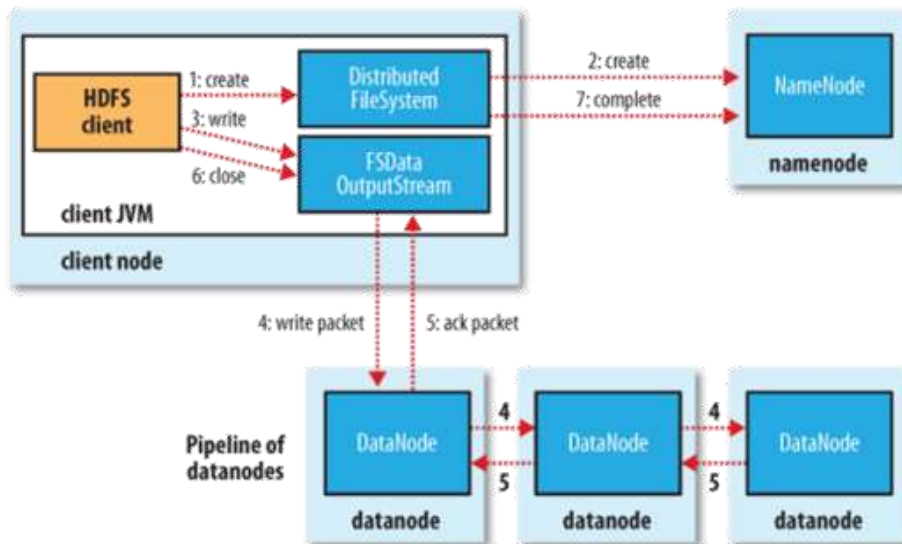 HDFS
client
1: create
3: write
6: close
Distributed
FileSystem
FSData
OutputStream
client JVM
client node
2: create
7: complete
NameNode
namenode
4: write packet
5: ack packet
Pipeline of
datanodes
DataNode
4
5
DataNode
4
5
DataNode
datanode
datanode
datanode